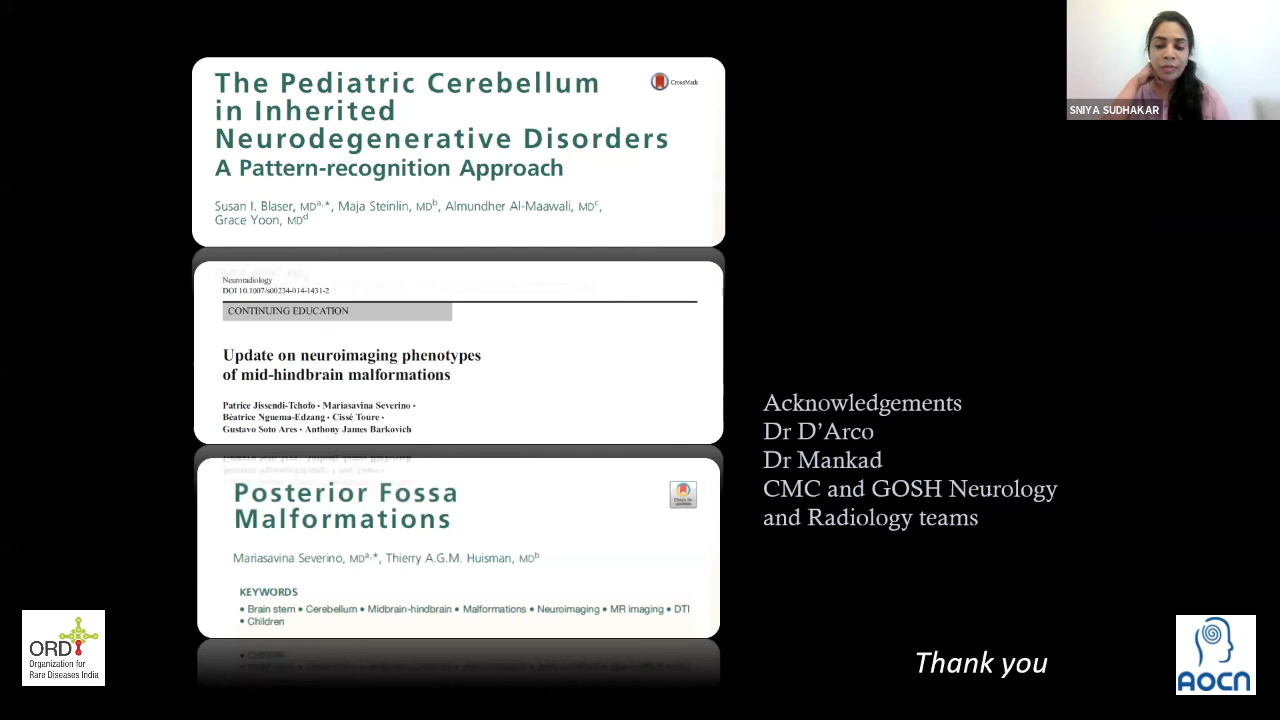 The Pediatric Cerebellum
in Inherited
Neurodegenerative Disorders
A Pattern-recognition Approach
CrossMark
Susan I. Blaser, MDa,*, Maja Steinlin, MDb, Almundher Al-Maawali, MDc,
Grace Yoon, MDd
Neuroradiology
DOI 10.1007/s00234-014-1431-2
CONTINUING EDUCATION
Update on neuroimaging phenotypes
of mid-hindbrain malformations
Patrice Jissendi-Tchofo • Mariasavina Severino •
Béatrice Nguema-Edzang • Cissé Toure •
Gustavo Soto Ares • Anthony James Barkovich
Posterior Fossa
Malformations
Mariasavina Severino, MDa,*, Thierry A.G.M. Huisman, MDb
KEYWORDS
• Brain stem • Cerebellum • Midbrain-hindbrain • Malformations • Neuroimaging • MR imaging • DTI
• Children
SNIYA SUDHAKAR
Acknowledgements
Dr D’Arco
Dr Mankad
CMC and GOSH Neurology
and Radiology teams
Thank you
ORDI
Organization for
Rare Diseases India
AOCN